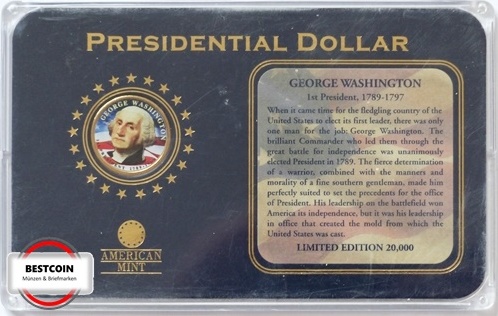 PRESIDENTIAL DOLLAR
GEORGE WASHINGTON
GEORGE WASHINGTON
1st President, 1789-1797
When it came time for the fledgling country of the
United States to elect its first leader, there was only
one man for the job: George Washington. The
brilliant Commander who led them through the
great battle for independence was unanimously
elected President in 1789. The fierce determination
of a warrior, combined with the manners and
morality of a fine southern gentleman, made him
perfectly suited to set the precedents for the office
of President. His leadership on the battlefield won
America its independence, but it was his leadership
in office that created the mold from which the
United States was cast.
LIMITED EDITION 20,000
AMERICAN
MINT
BESTCOIN
Münzen & Briefmarken